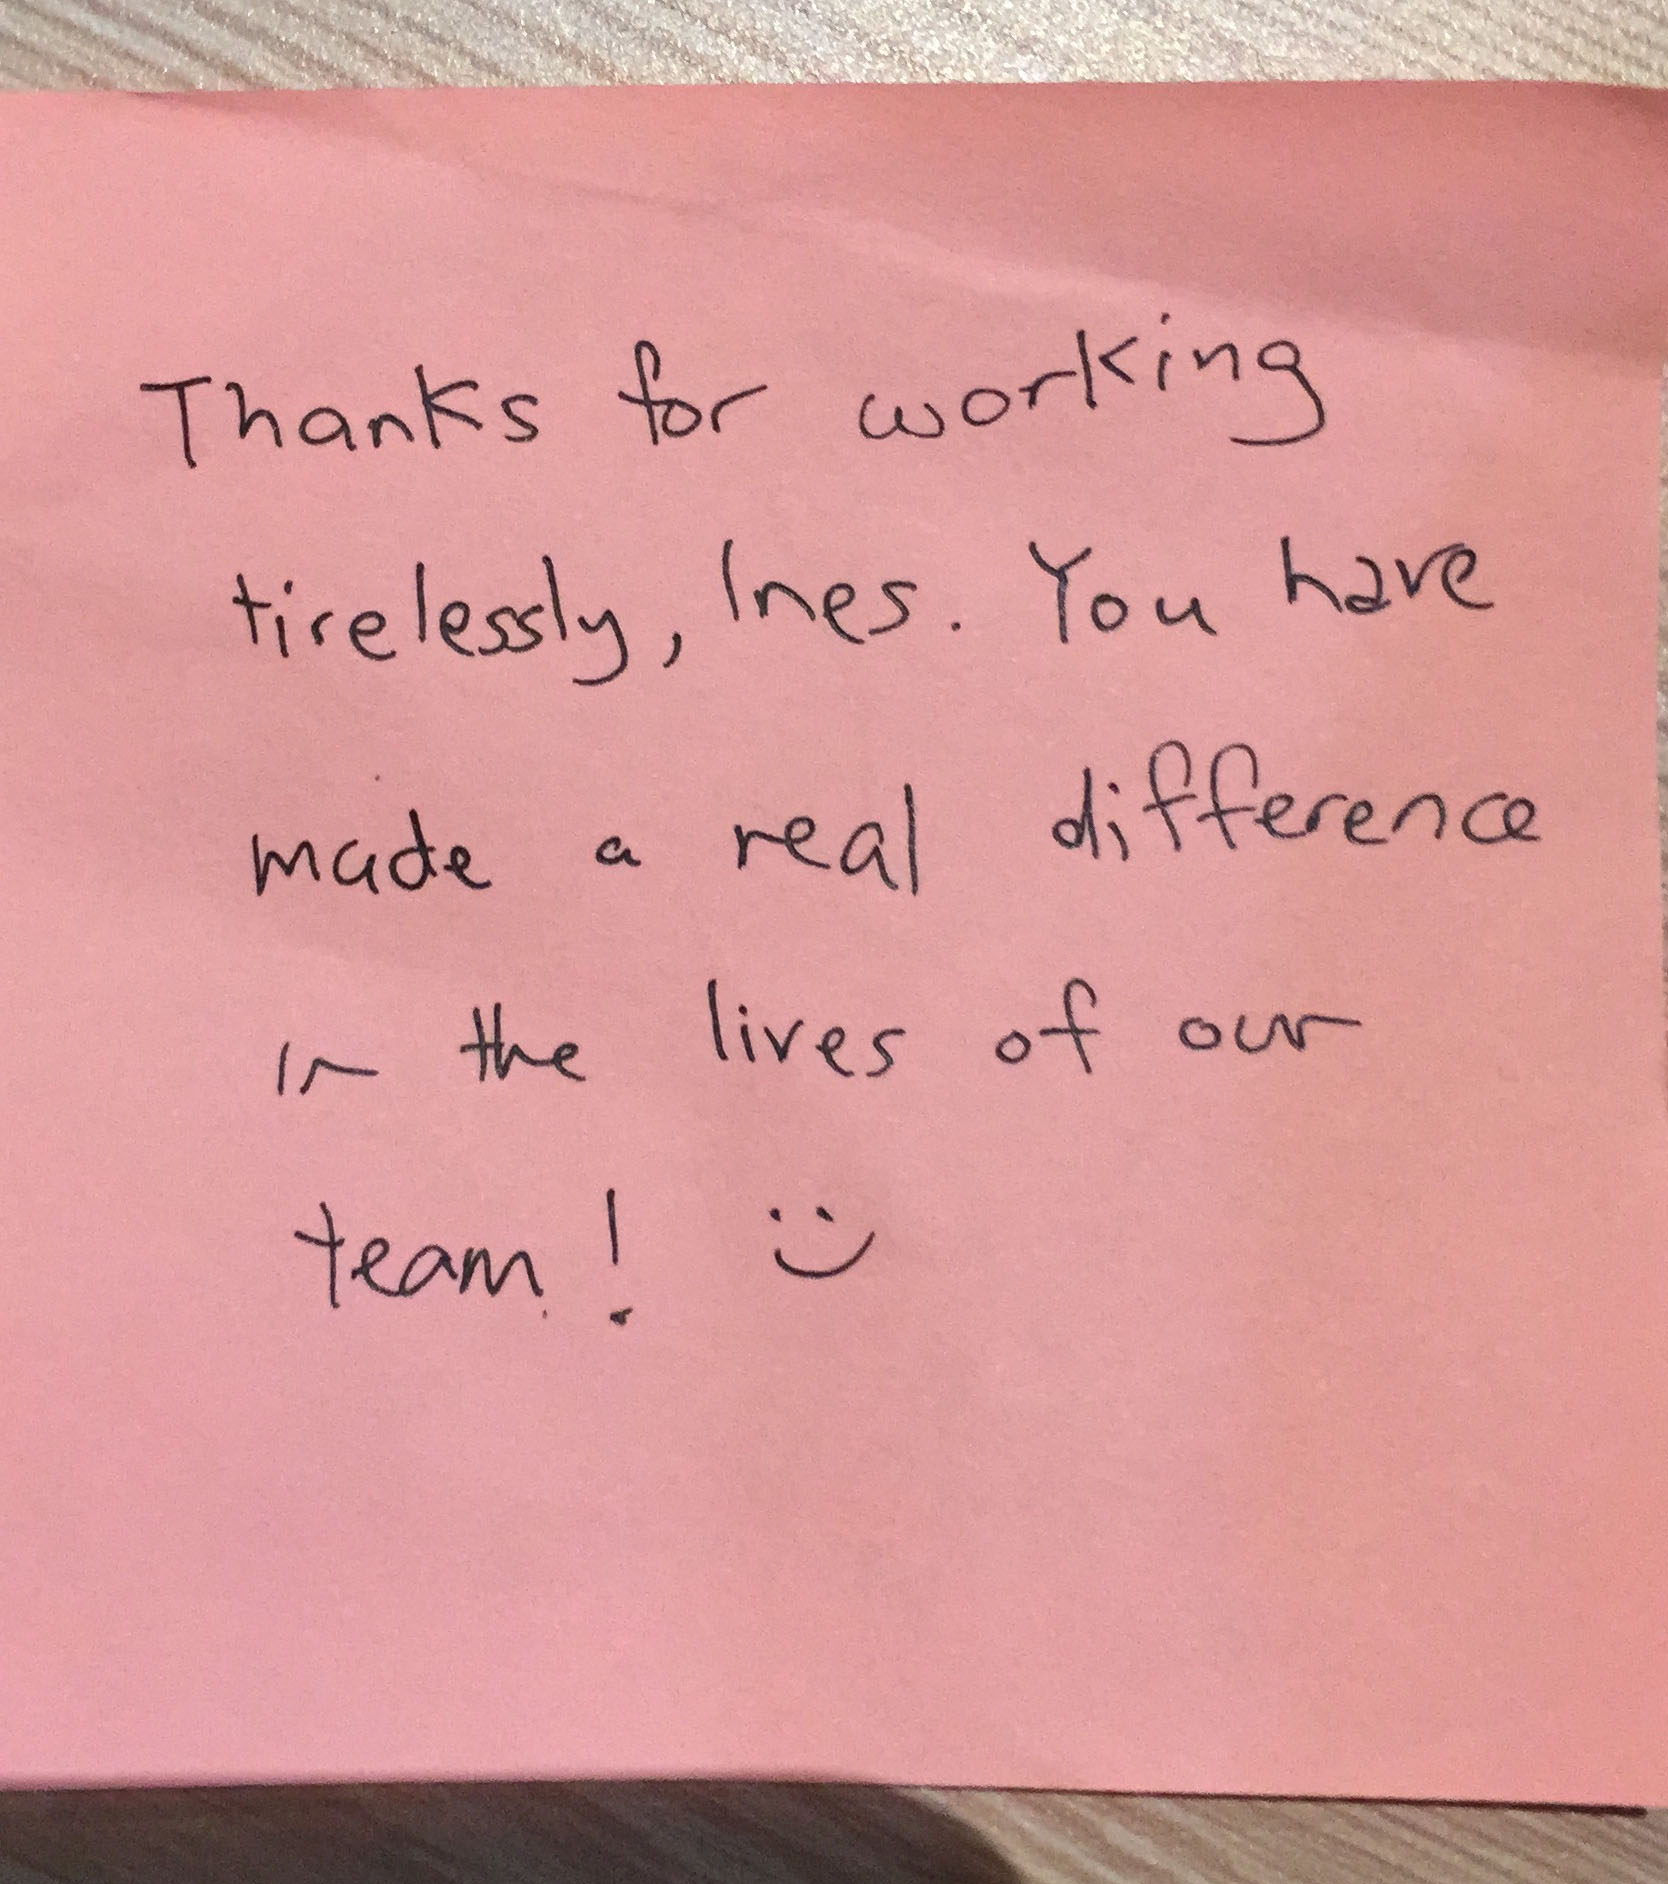 Thanks for working
tirelessly, Ines. You have
made a real difference
in the lives of our
team! :)